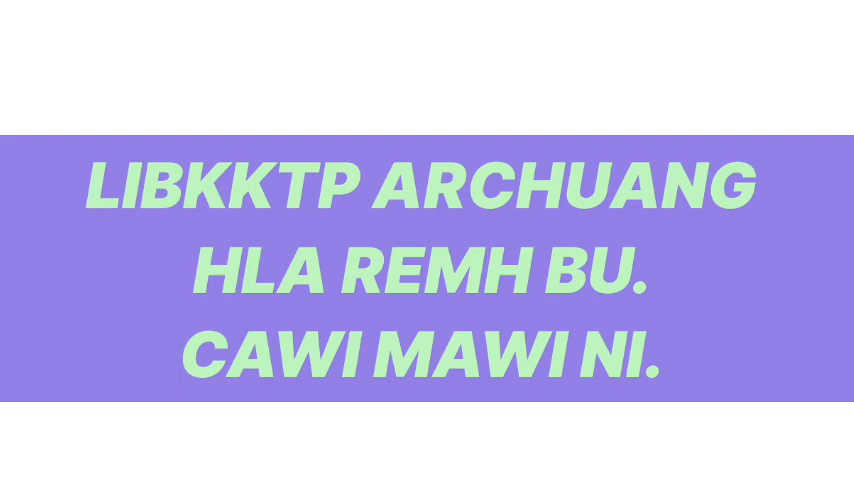 LIBKKTP ARCHUANG
HLA REMH BU.
CAWI MAWI NI.